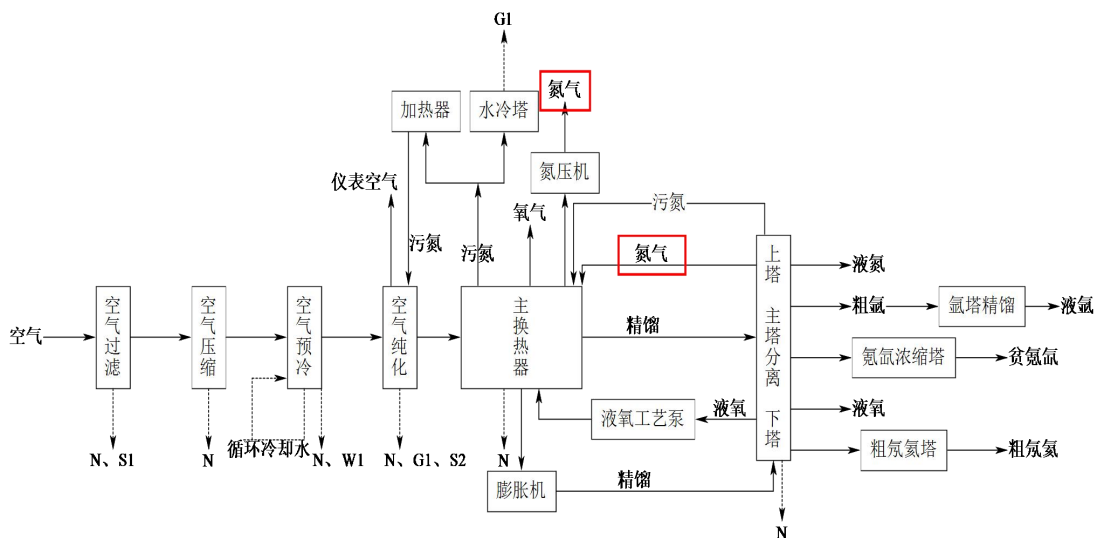 G1
氮气
加热器
水冷塔
氮压机
仪表空气
氧气
污氮
污氮
污氮
氮气
上塔
主塔分离
下塔
液氮
粗氩
氩塔精馏
液氩
空气
空气过滤
空气压缩
空气预冷
空气纯化
主换热器
精馏
氪氙浓缩塔
贫氪氙
液氧工艺泵
液氧
液氧
循环冷却水
N、S1
N
N、W1
N、G1、S2
N
粗氖氦塔
粗氖氦
膨胀机
精馏
N